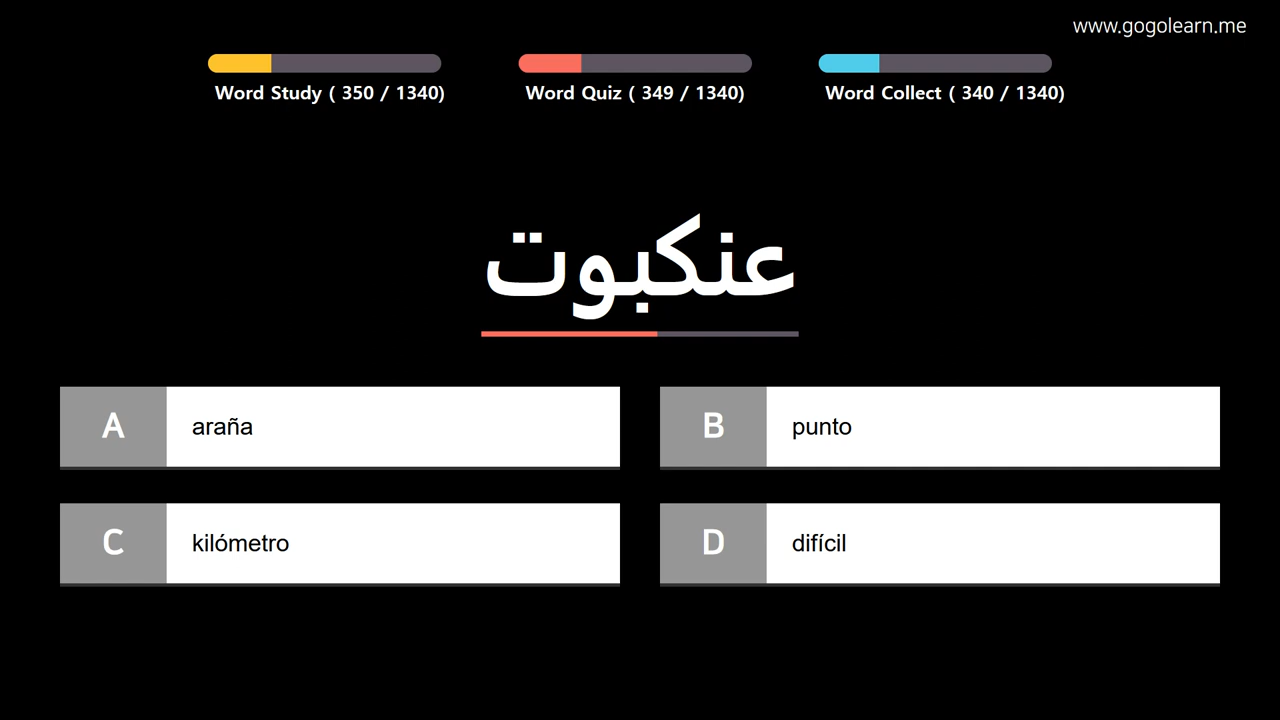 www.gogolearn.me
Word Study ( 350 / 1340)
Word Quiz ( 349 / 1340)
Word Collect ( 340 / 1340)
عنكبوت
A araña
B punto
C kilómetro
D difícil